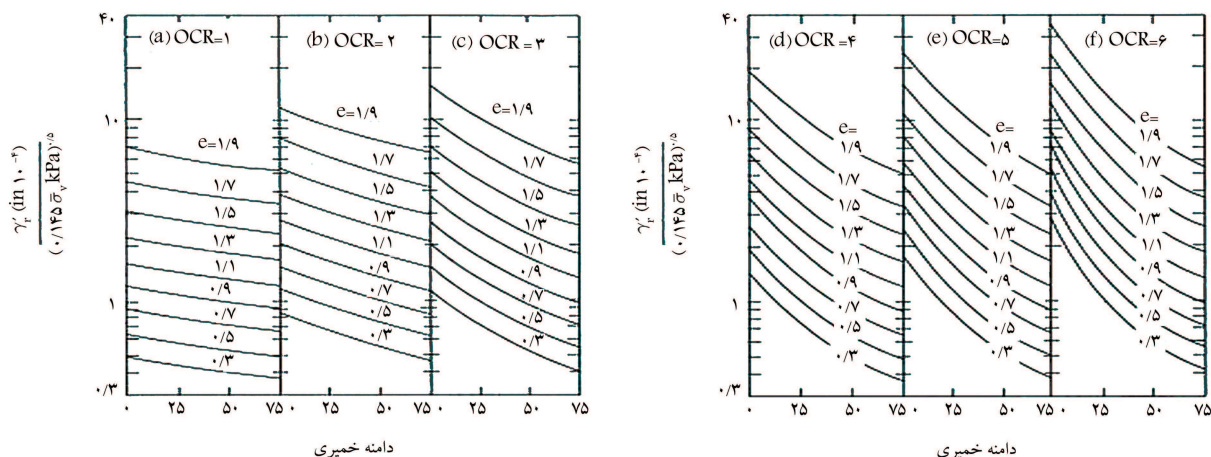 (a) OCR=۱
(b) OCR= ۲
(c) OCR = ۳
۴۰
۱۰
۱
۰/۳
γ′r (in ۱۰⁻⁴)
(۰/۱۴۵ σ̄v kPa)^۰/۵
e=۱/۹
۱/۷
۱/۵
۱/۳
۱/۱
۰/۹
۰/۷
۰/۵
۰/۳
e=۱/۹
۱/۷
۱/۵
۱/۳
۱/۱
۰/۹
۰/۷
۰/۵
۰/۳
e=۱/۹
۱/۷
۱/۵
۱/۳
۱/۱
۰/۹
۰/۷
۰/۵
۰/۳
۰ ۲۵ ۵۰ ۷۵ ۰ ۲۵ ۵۰ ۷۵ ۰ ۲۵ ۵۰ ۷۵
دامنه خمیری
(d) OCR =۴
(e) OCR=۵
(f) OCR=۶
۴۰
۱۰
۱
۰/۳
γ′r (in ۱۰⁻⁴)
(۰/۱۴۵ σ̄v kPa)^۰/۵
e=
۱/۹
۱/۷
۱/۵
۱/۳
۱/۱
۰/۹
۰/۷
۰/۵
۰/۳
e=
۱/۹
۱/۷
۱/۵
۱/۳
۱/۱
۰/۹
۰/۷
۰/۵
۰/۳
e=
۱/۹
۱/۷
۱/۵
۱/۳
۱/۱
۰/۹
۰/۷
۰/۵
۰/۳
۰ ۲۵ ۵۰ ۷۵ ۰ ۲۵ ۵۰ ۷۵ ۰ ۲۵ ۵۰ ۷۵
دامنه خمیری